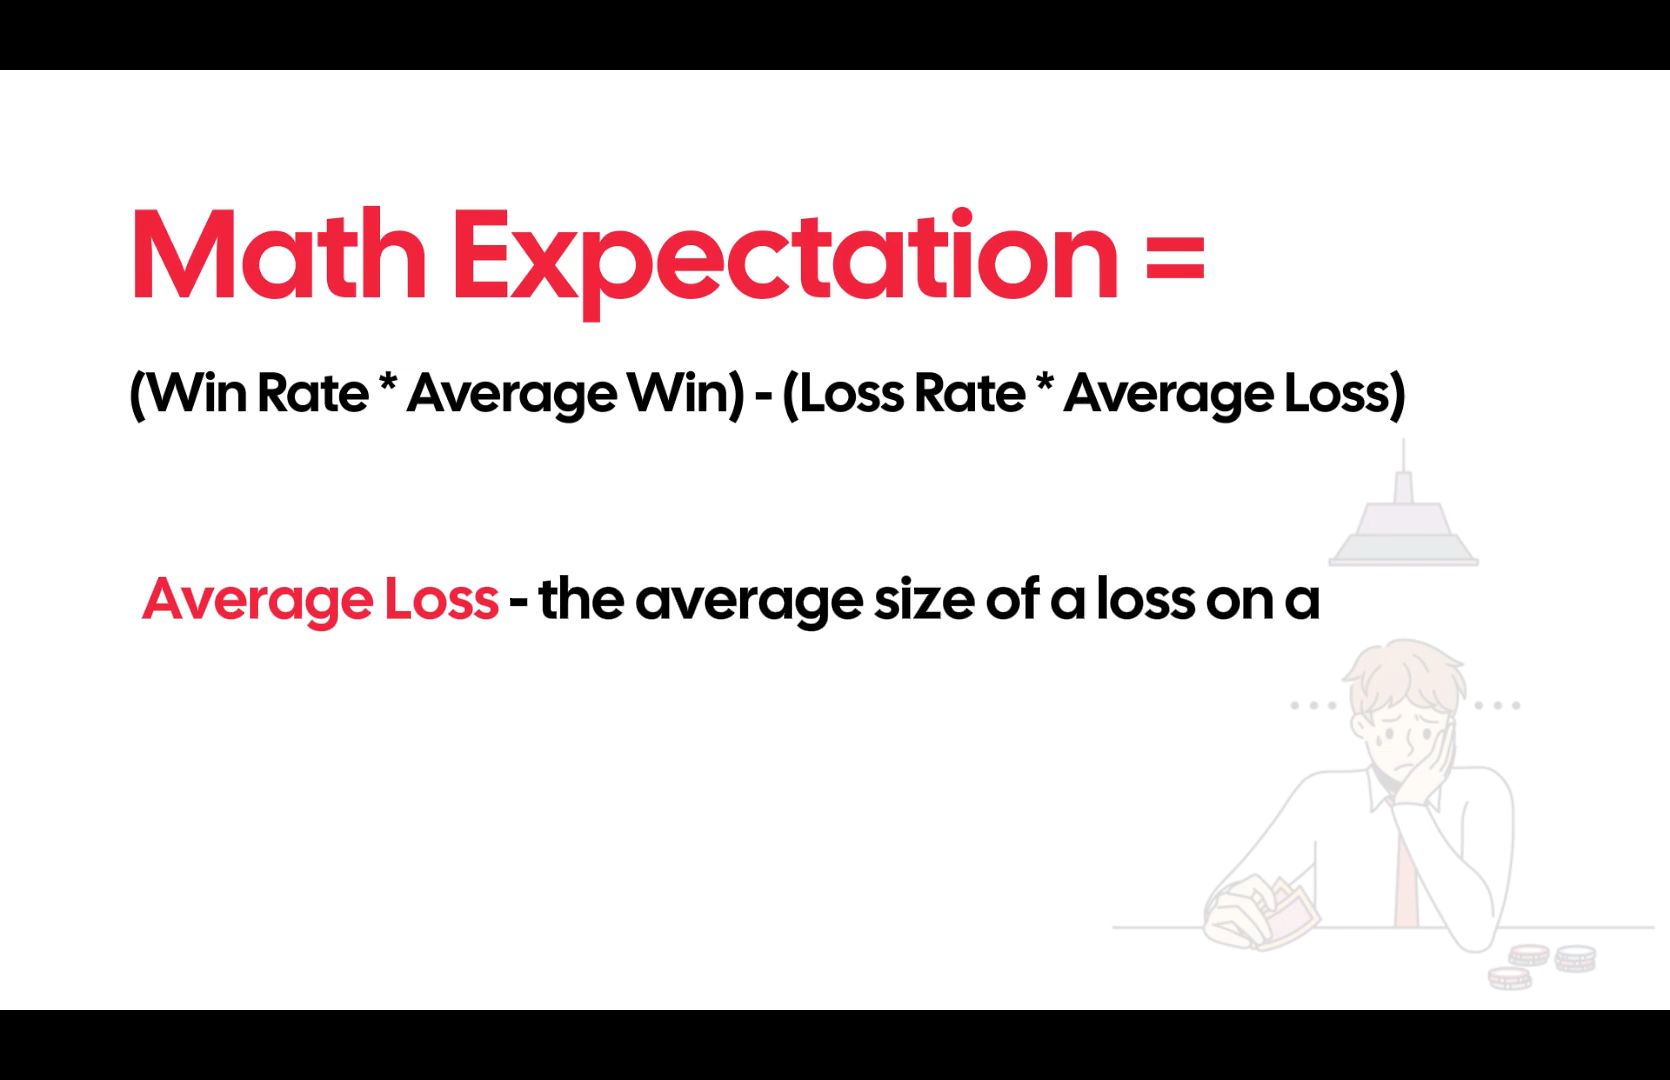 Math Expectation =
(Win Rate * Average Win) - (Loss Rate * Average Loss)
Average Loss - the average size of a loss on a